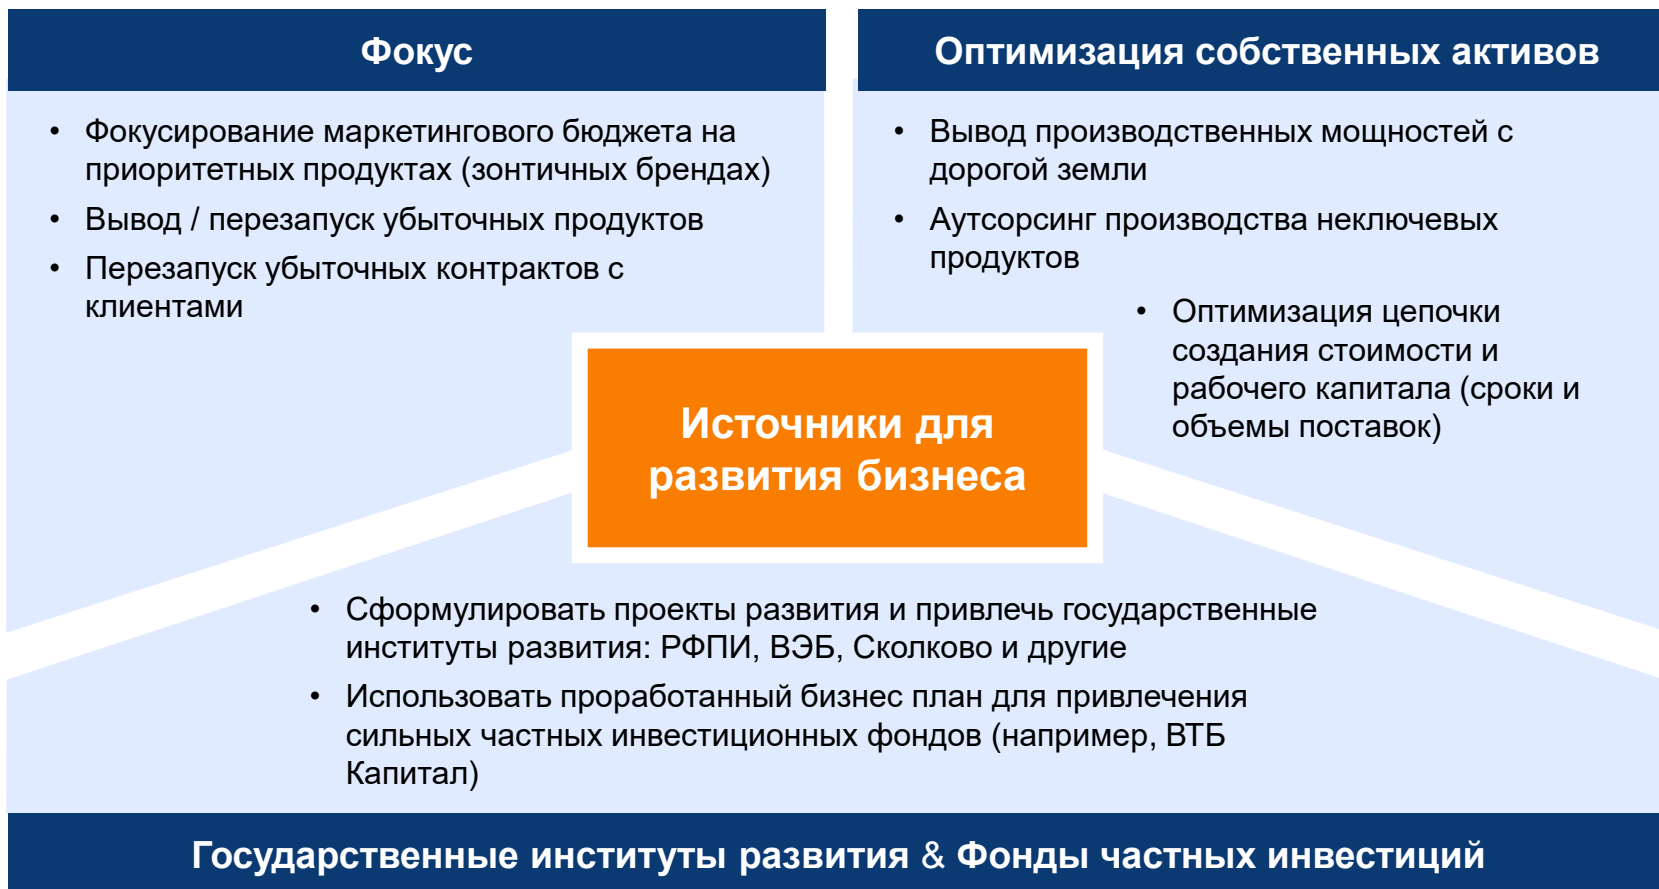 Фокус
• Фокусирование маркетингового бюджета на
приоритетных продуктах (зонтичных брендах)
• Вывод / перезапуск убыточных продуктов
• Перезапуск убыточных контрактов с
клиентами
Оптимизация собственных активов
• Вывод производственных мощностей с
дорогой земли
• Аутсорсинг производства неключевых
продуктов
• Оптимизация цепочки
создания стоимости и
рабочего капитала (сроки и
объемы поставок)
Источники для
развития бизнеса
• Сформулировать проекты развития и привлечь государственные
институты развития: РФПИ, ВЭБ, Сколково и другие
• Использовать проработанный бизнес план для привлечения
сильных частных инвестиционных фондов (например, ВТБ
Капитал)
Государственные институты развития & Фонды частных инвестиций